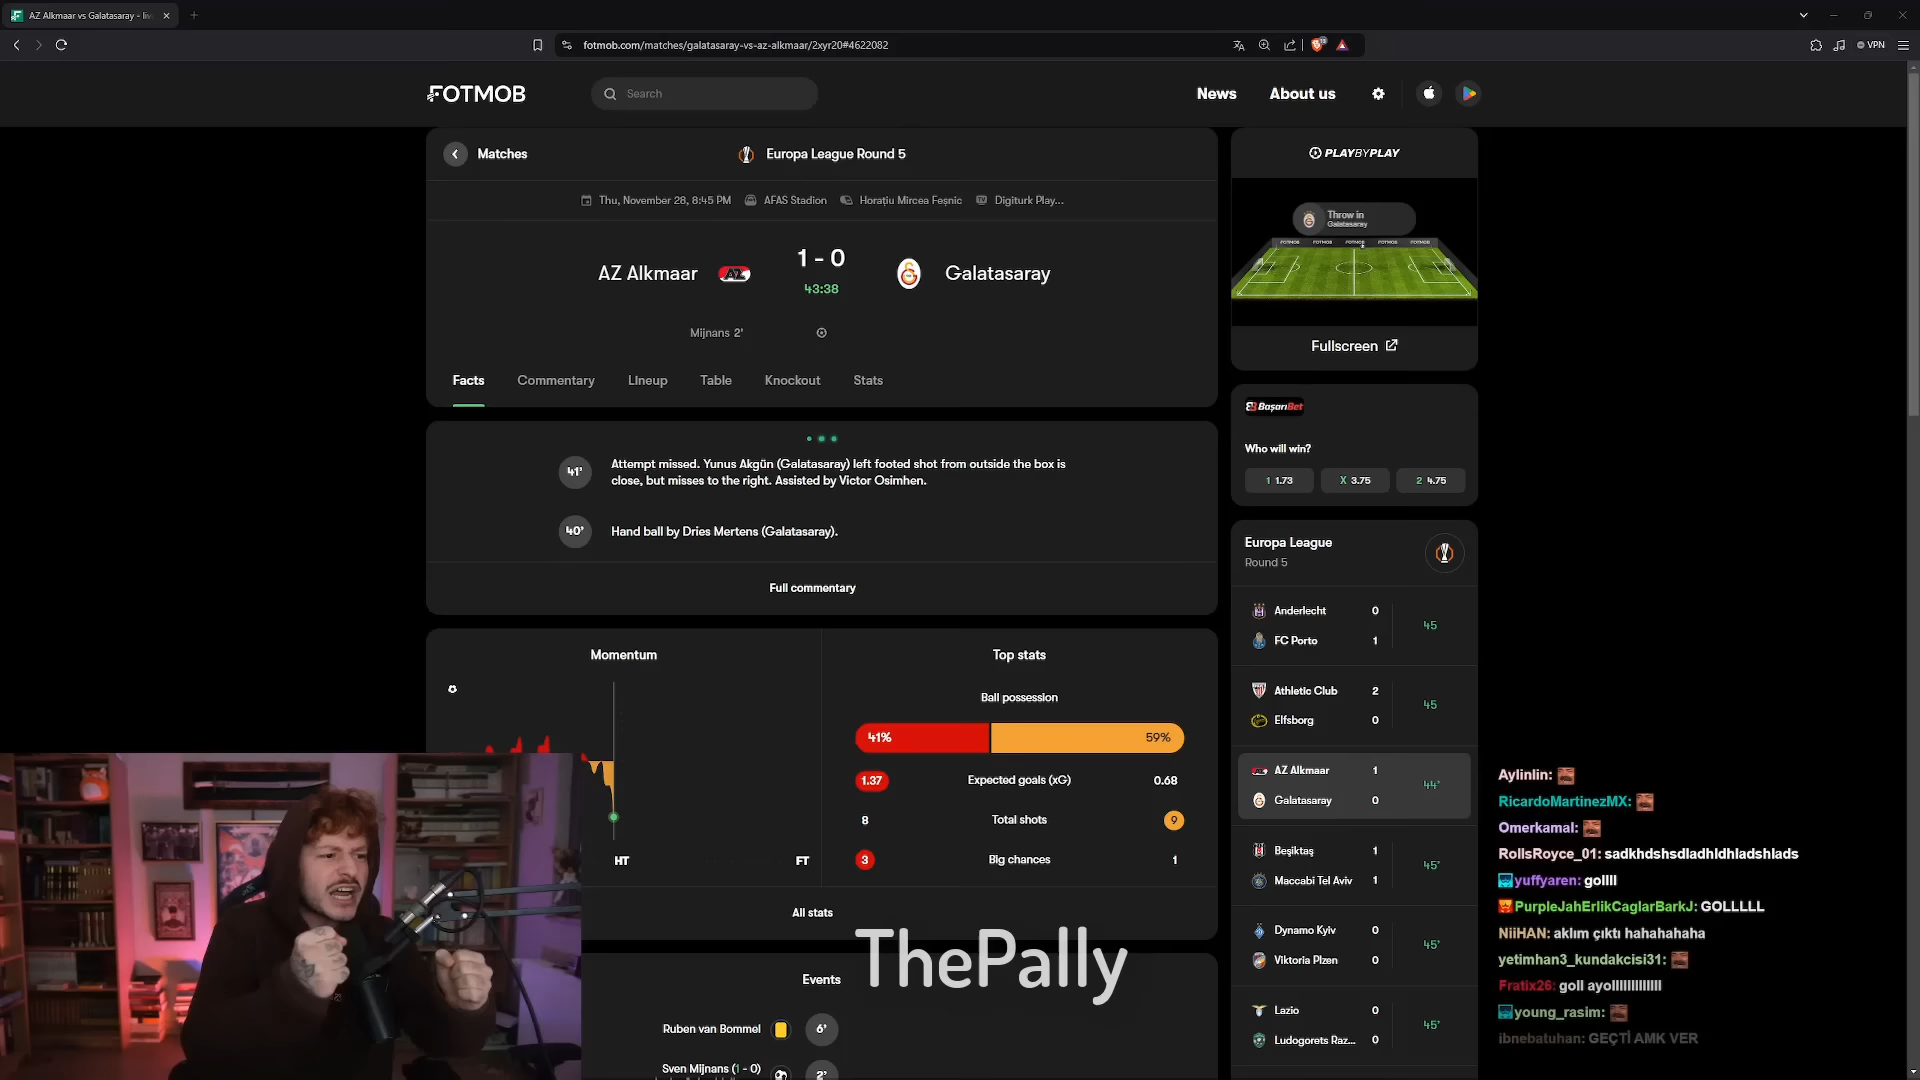 AZ Alkmaar vs Galatasaray - liv
fotmob.com/matches/galatasaray-vs-az-alkmaar/2xyr20#4622082
VPN
FOTMOB
Search
News
About us
Matches
Europa League Round 5
Thu, November 28, 8:45 PM
AFAS Stadion
Horațiu Mircea Feșnic
Digiturk Play...
AZ Alkmaar
1 - 0
Galatasaray
43:38
Mijnans 2'
Facts
Commentary
Lineup
Table
Knockout
Stats
41'
Attempt missed. Yunus Akgün (Galatasaray) left footed shot from outside the box is
close, but misses to the right. Assisted by Victor Osimhen.
40'
Hand ball by Dries Mertens (Galatasaray).
Full commentary
Momentum
HT
FT
Top stats
Ball possession
41%
59%
1.37
Expected goals (xG)
0.68
8
Total shots
9
3
Big chances
1
All stats
Events
Ruben van Bommel
6'
Sven Mijnans (1 - 0)
2'
ThePally
PLAYBYPLAY
Throw in
Galatasaray
FOTMOB FOTMOB FOTMOB FOTMOB FOTMOB
Fullscreen
BaşarıBet
Who will win?
1 1.73
X 3.75
2 4.75
Europa League
Round 5
Anderlecht 0
FC Porto 1
45
Athletic Club 2
Elfsborg 0
45
AZ Alkmaar 1
Galatasaray 0
44'
Beşiktaş 1
Maccabi Tel Aviv 1
45'
Dynamo Kyiv 0
Viktoria Plzen 0
45'
Lazio 0
Ludogorets Raz... 0
45'
Aylinlin:
RicardoMartinezMX:
Omerkamal:
RollsRoyce_01: sadkhdshsdladhldhladshlads
yuffyaren: gollll
PurpleJahErlikCaglarBarkJ: GOLLLLL
NiiHAN: aklım çıktı hahahahaha
yetimhan3_kundakcisi31:
Fratix26: goll ayollllllllllll
young_rasim:
ibnebatuhan: GEÇTİ AMK VER